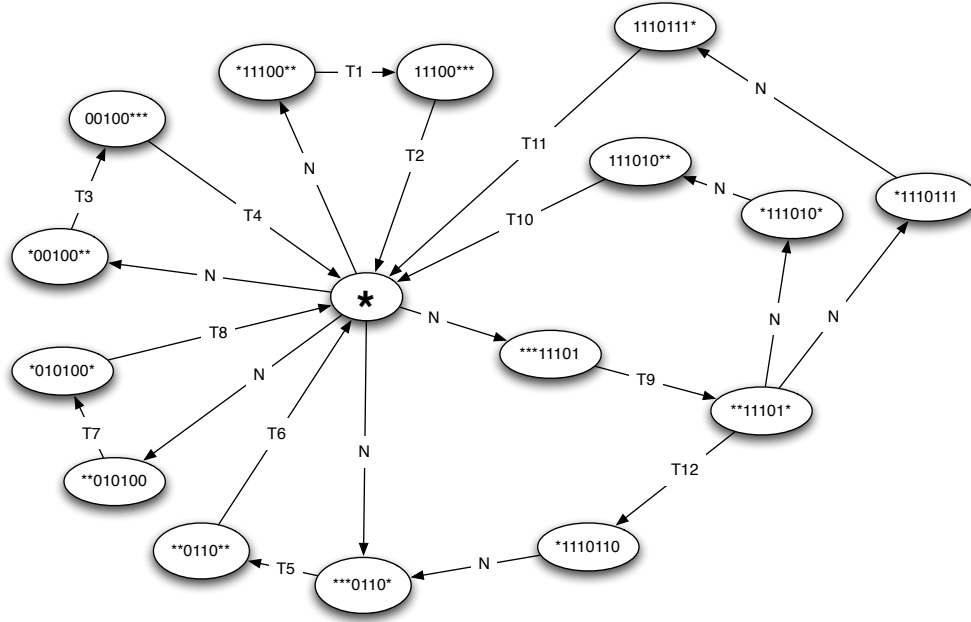 1110111*
*11100**
T1
11100***
N
00100***
T11
T2
111010**
N
T3
N
*1110111
T4
T10
*111010*
*00100**
N
*
N
N
N
T8
***11101
*010100*
N
T9
**11101*
T7
T6
N
T12
**010100
**0110**
*1110110
T5
N
***0110*